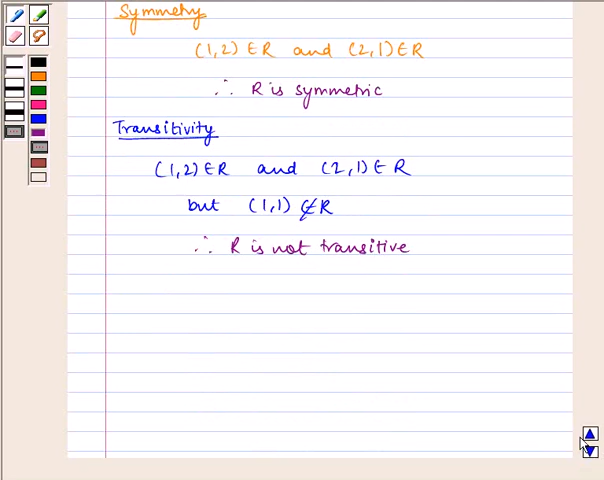 Symmetry
(1,2) ∈ R and (2,1) ∈ R
∴ R is symmetric
Transitivity
(1,2) ∈ R and (2,1) ∈ R
but (1,1) ∉ R
∴ R is not transitive